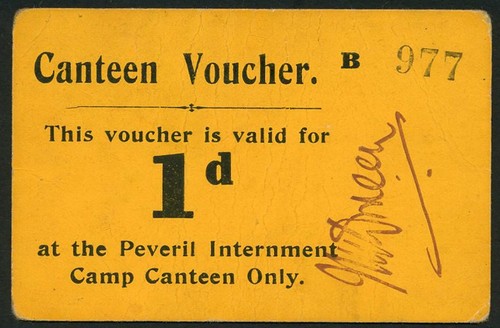 Canteen Voucher. B 977
This voucher is valid for
1d
at the Peveril Internment
Camp Canteen Only.